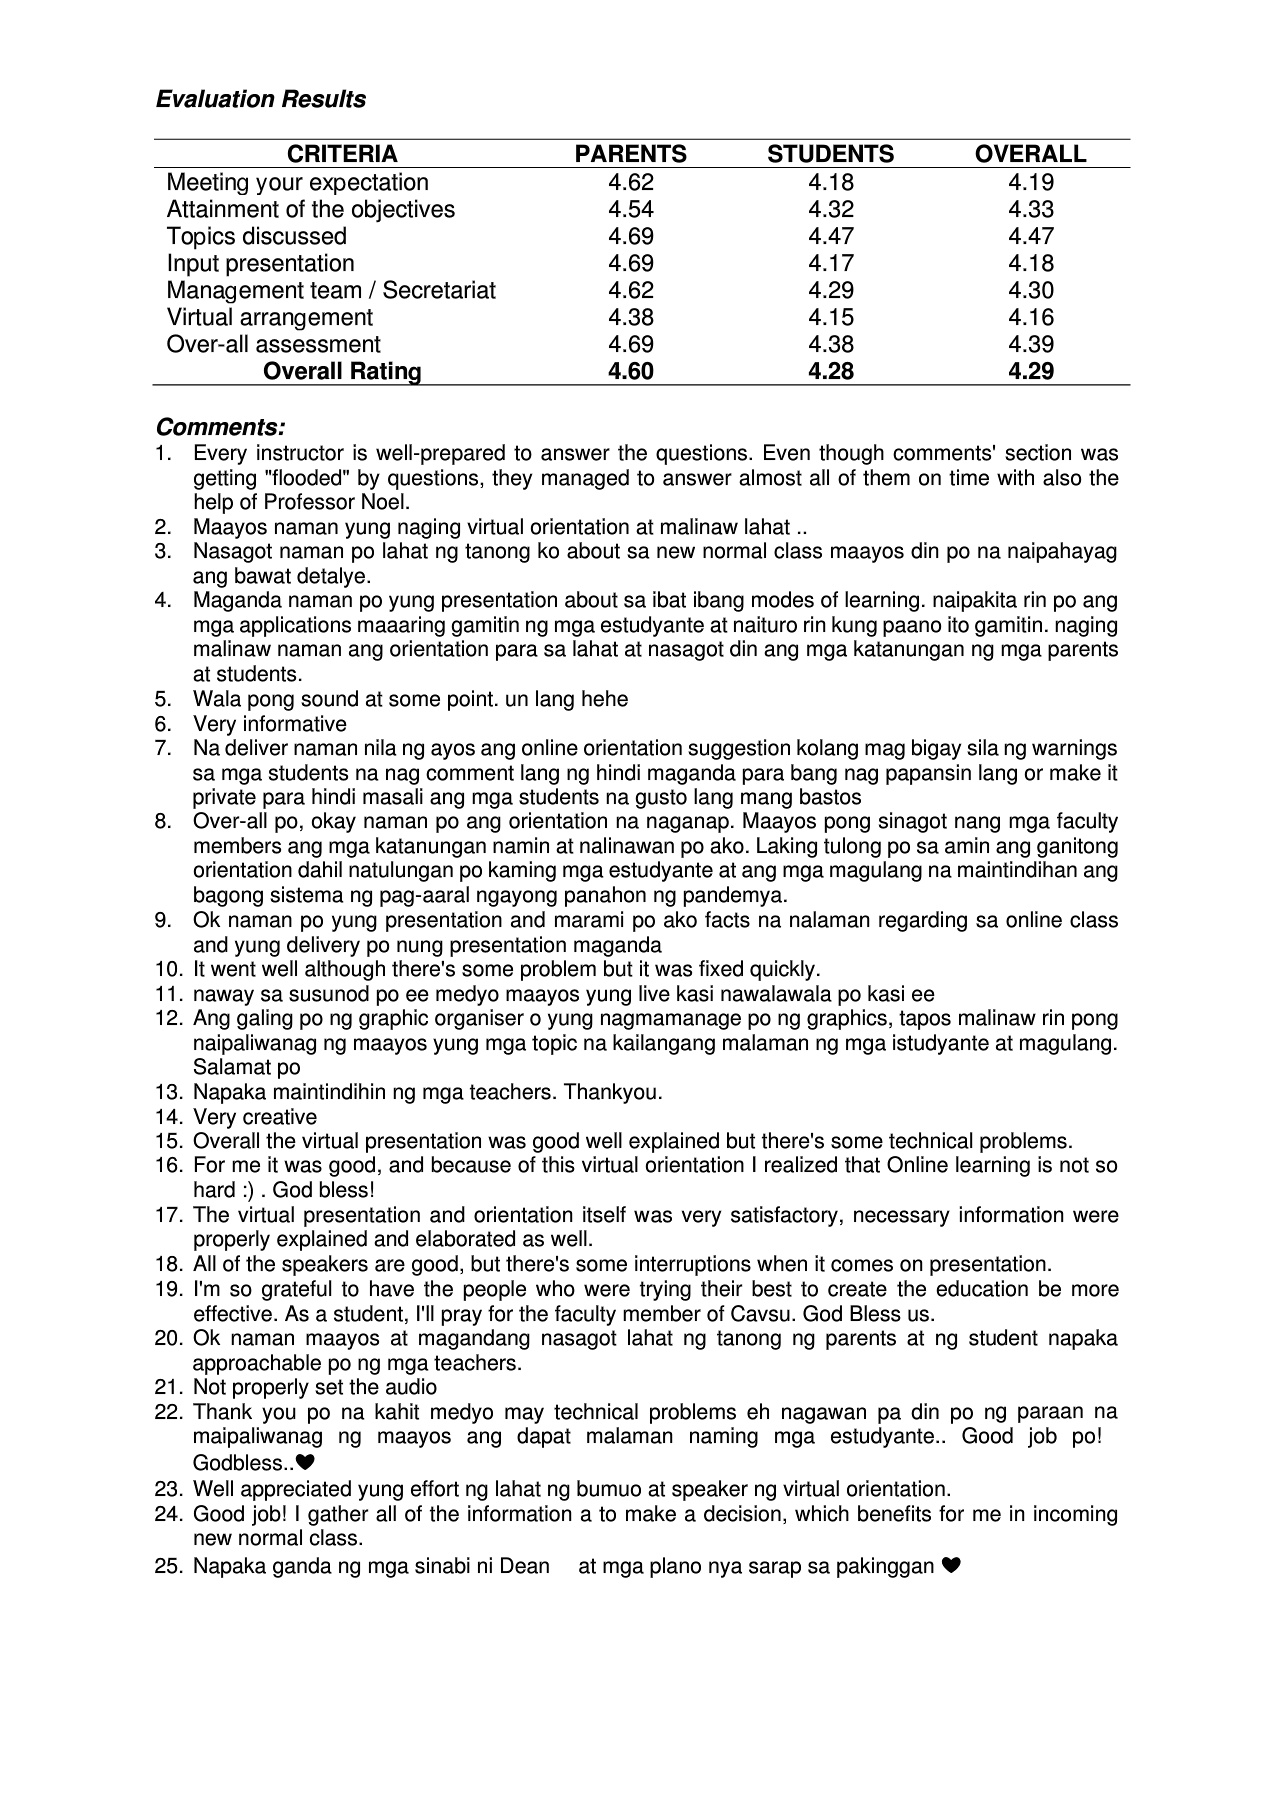 Evaluation Results
CRITERIA PARENTS STUDENTS OVERALL
Meeting your expectation 4.62 4.18 4.19
Attainment of the objectives 4.54 4.32 4.33
Topics discussed 4.69 4.47 4.47
Input presentation 4.69 4.17 4.18
Management team / Secretariat 4.62 4.29 4.30
Virtual arrangement 4.38 4.15 4.16
Over-all assessment 4.69 4.38 4.39
Overall Rating 4.60 4.28 4.29
Comments:
1. Every instructor is well-prepared to answer the questions. Even though comments' section was
getting "flooded" by questions, they managed to answer almost all of them on time with also the
help of Professor Noel.
2. Maayos naman yung naging virtual orientation at malinaw lahat ..
3. Nasagot naman po lahat ng tanong ko about sa new normal class maayos din po na naipahayag
ang bawat detalye.
4. Maganda naman po yung presentation about sa ibat ibang modes of learning. naipakita rin po ang
mga applications maaaring gamitin ng mga estudyante at naituro rin kung paano ito gamitin. naging
malinaw naman ang orientation para sa lahat at nasagot din ang mga katanungan ng mga parents
at students.
5. Wala pong sound at some point. un lang hehe
6. Very informative
7. Na deliver naman nila ng ayos ang online orientation suggestion kolang mag bigay sila ng warnings
sa mga students na nag comment lang ng hindi maganda para bang nag papansin lang or make it
private para hindi masali ang mga students na gusto lang mang bastos
8. Over-all po, okay naman po ang orientation na naganap. Maayos pong sinagot nang mga faculty
members ang mga katanungan namin at nalinawan po ako. Laking tulong po sa amin ang ganitong
orientation dahil natulungan po kaming mga estudyante at ang mga magulang na maintindihan ang
bagong sistema ng pag-aaral ngayong panahon ng pandemya.
9. Ok naman po yung presentation and marami po ako facts na nalaman regarding sa online class
and yung delivery po nung presentation maganda
10. It went well although there's some problem but it was fixed quickly.
11. naway sa susunod po ee medyo maayos yung live kasi nawalawala po kasi ee
12. Ang galing po ng graphic organiser o yung nagmamanage po ng graphics, tapos malinaw rin pong
naipaliwanag ng maayos yung mga topic na kailangang malaman ng mga istudyante at magulang.
Salamat po
13. Napaka maintindihin ng mga teachers. Thankyou.
14. Very creative
15. Overall the virtual presentation was good well explained but there's some technical problems.
16. For me it was good, and because of this virtual orientation I realized that Online learning is not so
hard :) . God bless!
17. The virtual presentation and orientation itself was very satisfactory, necessary information were
properly explained and elaborated as well.
18. All of the speakers are good, but there's some interruptions when it comes on presentation.
19. I'm so grateful to have the people who were trying their best to create the education be more
effective. As a student, I'll pray for the faculty member of Cavsu. God Bless us.
20. Ok naman maayos at magandang nasagot lahat ng tanong ng parents at ng student napaka
approachable po ng mga teachers.
21. Not properly set the audio
22. Thank you po na kahit medyo may technical problems eh nagawan pa din po ng paraan na
maipaliwanag ng maayos ang dapat malaman naming mga estudyante.. Good job po!
Godbless..🖤
23. Well appreciated yung effort ng lahat ng bumuo at speaker ng virtual orientation.
24. Good job! I gather all of the information a to make a decision, which benefits for me in incoming
new normal class.
25. Napaka ganda ng mga sinabi ni Dean at mga plano nya sarap sa pakinggan 🖤